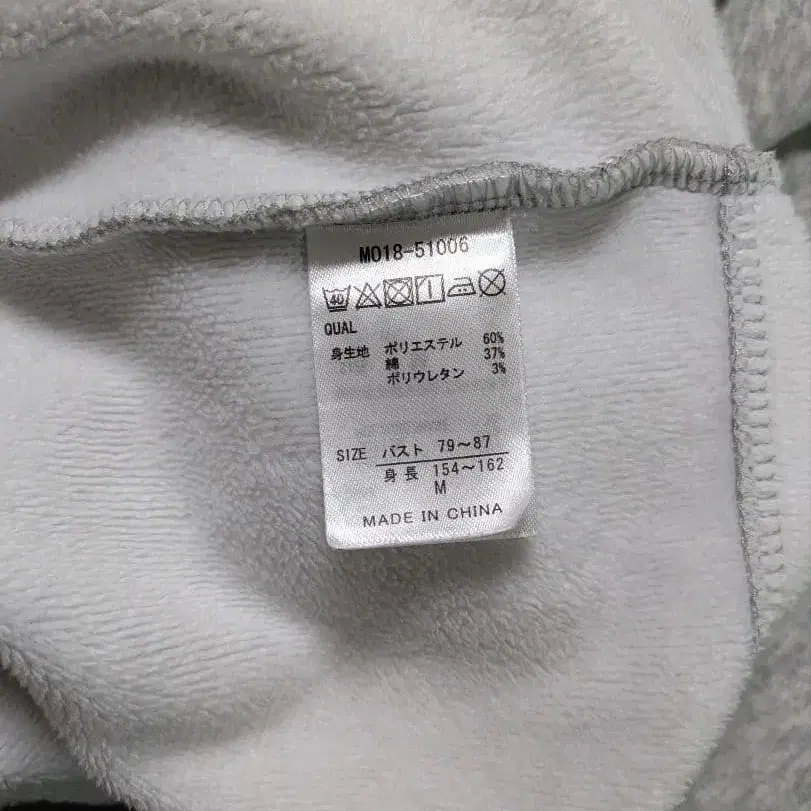 M018-51006
40
QUAL
身生地 ポリエステル 60%
綿 37%
ポリウレタン 3%
SIZE バスト 79〜87
身長 154〜162
M
MADE IN CHINA